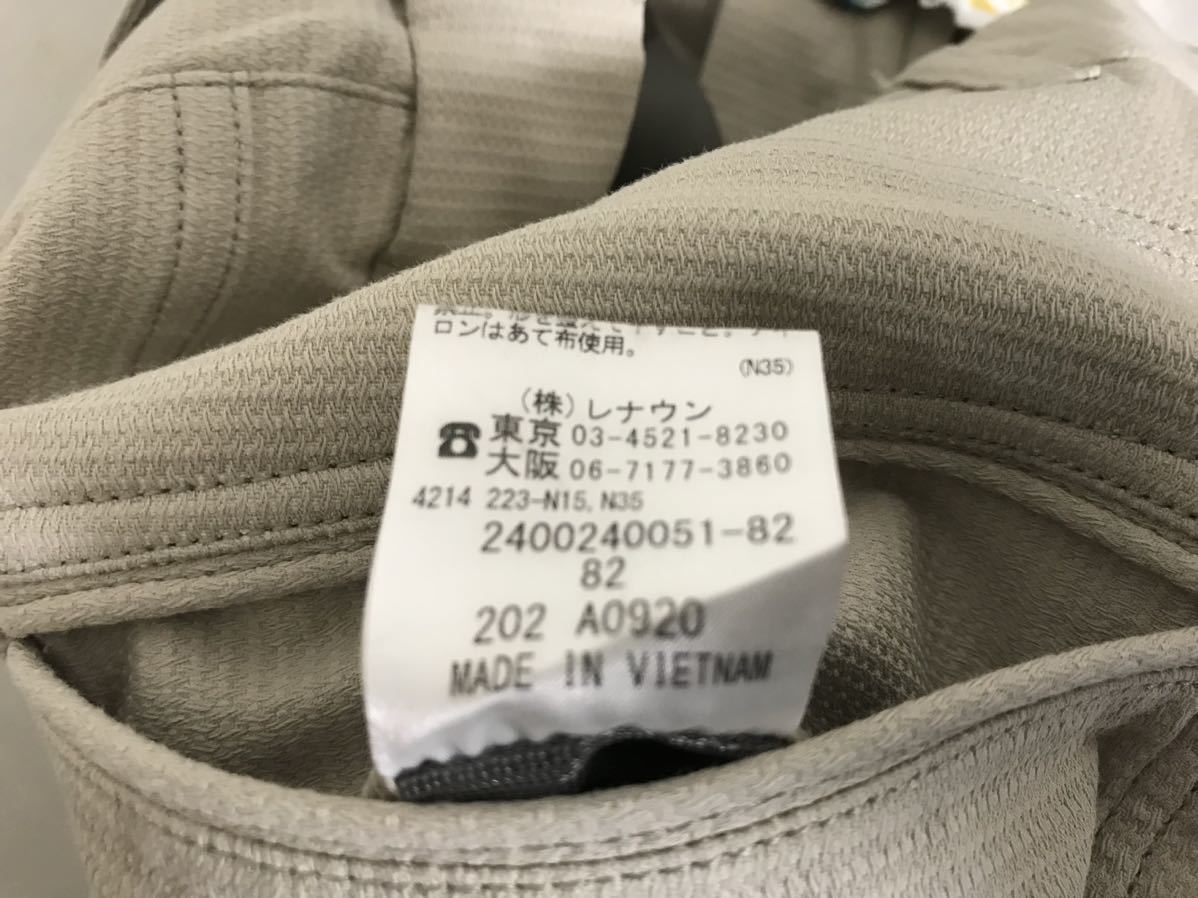 ロンはあて布使用。
(N35)
(株)レナウン
☎東京 03-4521-8230
大阪 06-7177-3860
4214 223-N15, N35
2400240051-82
82
202 A0920
MADE IN VIETNAM